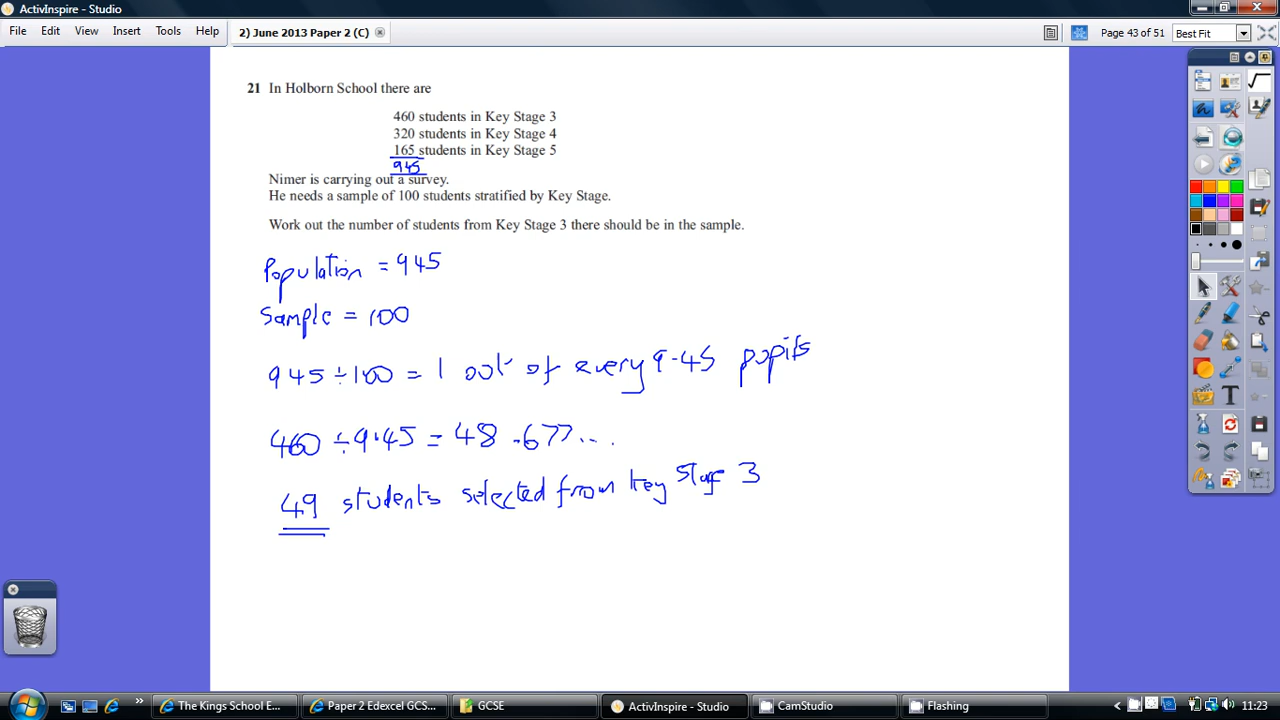 ActivInspire - Studio
File Edit View Insert Tools Help
2) June 2013 Paper 2 (C)
Page 43 of 51
Best Fit
21 In Holborn School there are
460 students in Key Stage 3
320 students in Key Stage 4
165 students in Key Stage 5
945
Nimer is carrying out a survey.
He needs a sample of 100 students stratified by Key Stage.
Work out the number of students from Key Stage 3 there should be in the sample.
Population = 945
Sample = 100
945 ÷ 100 = 1 out of every 9.45 pupils
460 ÷ 9.45 = 48.677...
49 students selected from key Stage 3
The Kings School E...
Paper 2 Edexcel GCS...
GCSE
ActivInspire - Studio
CamStudio
Flashing
11:23